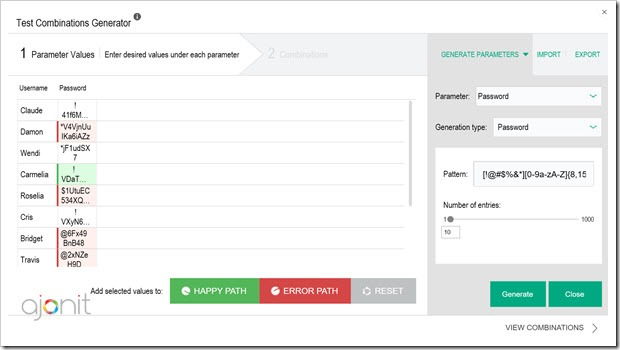 Test Combinations Generator
1 Parameter Values | Enter desired values under each parameter
2 Combinations
GENERATE PARAMETERS
IMPORT
EXPORT
Username Password
Claude
!
41f6M...
Damon
*V4VjnUu
IKa6iAZz
Wendi
*jF1udSX
7
Carmelia
!
VDaT...
Roselia
$1UtuEC
534XQ...
Cris
!
VXyN6...
Bridget
@6Fx49
BnB48
Travis
@2xNZe
H9D
Parameter: Password
Generation type: Password
Pattern: [!@#$%&*][0-9a-zA-Z]{8,15
Number of entries:
1 1000
10
ajonit
Add selected values to: HAPPY PATH ERROR PATH RESET
Generate Close
VIEW COMBINATIONS